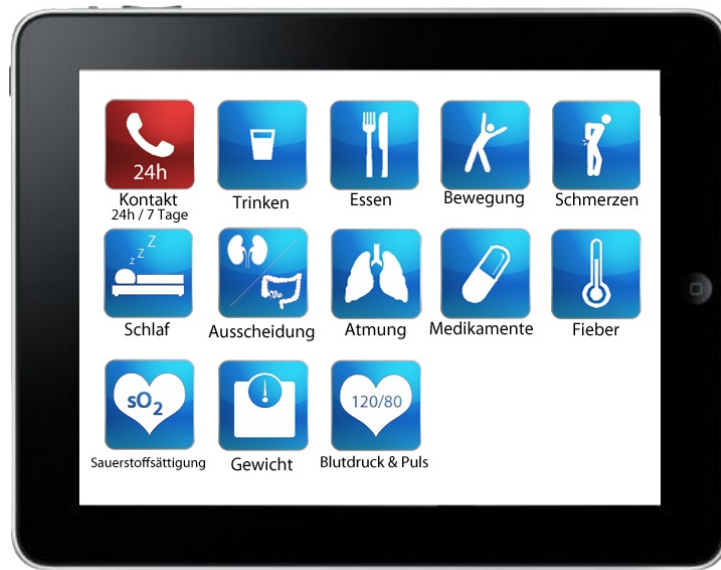 24h
Kontakt
24h / 7 Tage
Trinken
Essen
Bewegung
Schmerzen
z Z Z
Schlaf
Ausscheidung
Atmung
Medikamente
Fieber
sO2
Sauerstoffsättigung
Gewicht
120/80
Blutdruck & Puls